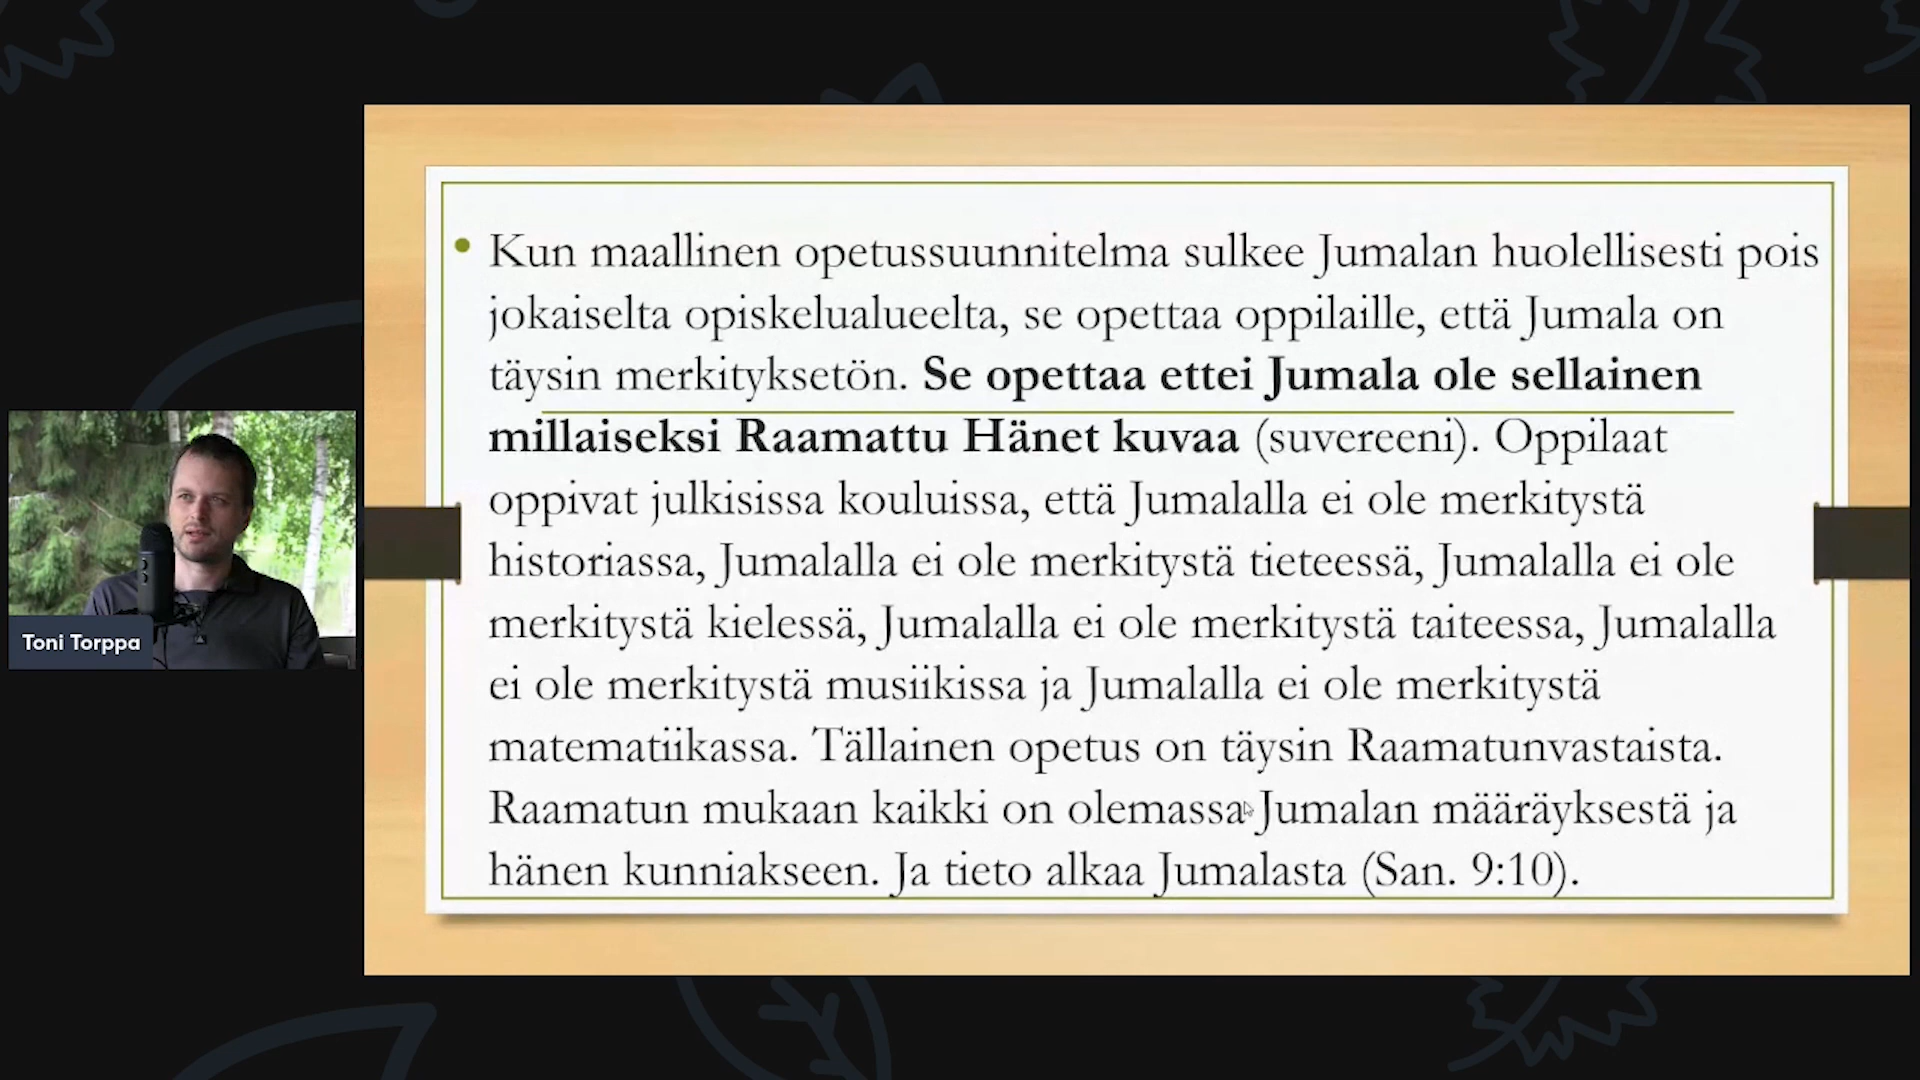 Kun maallinen opetussuunnitelma sulkee Jumalan huolellisesti pois
jokaiselta opiskelualueelta, se opettaa oppilaille, että Jumala on
täysin merkityksetön. Se opettaa ettei Jumala ole sellainen
millaiseksi Raamattu Hänet kuvaa (suvereeni). Oppilaat
oppivat julkisissa kouluissa, että Jumalalla ei ole merkitystä
historiassa, Jumalalla ei ole merkitystä tieteessä, Jumalalla ei ole
merkitystä kielessä, Jumalalla ei ole merkitystä taiteessa, Jumalalla
ei ole merkitystä musiikissa ja Jumalalla ei ole merkitystä
matematiikassa. Tällainen opetus on täysin Raamatunvastaista.
Raamatun mukaan kaikki on olemassa Jumalan määräyksestä ja
hänen kunniakseen. Ja tieto alkaa Jumalasta (San. 9:10).
Toni Torppa